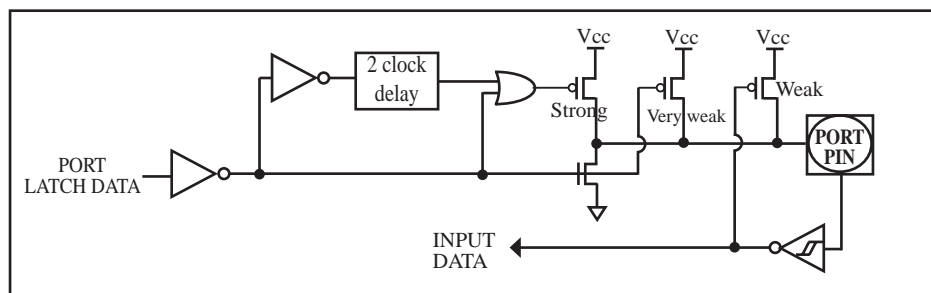 Vcc
Vcc
Vcc
2 clock
delay
Strong
Very weak
Weak
PORT
PIN
PORT
LATCH DATA
INPUT
DATA